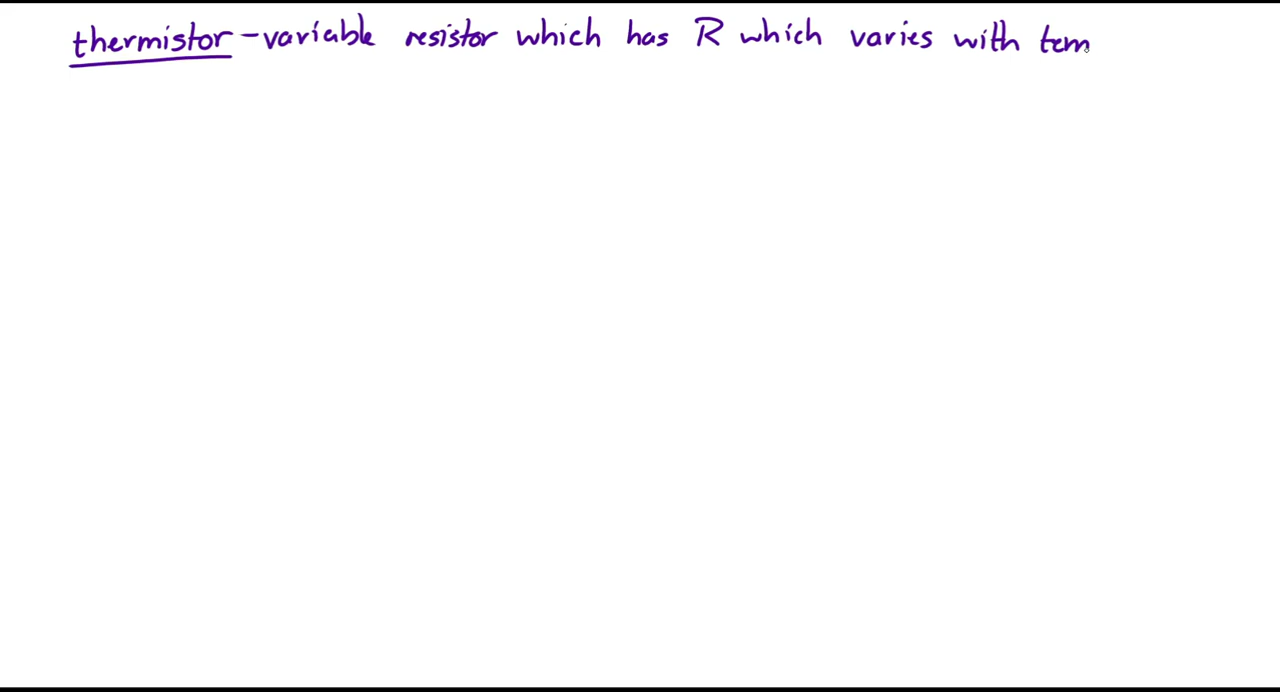 thermistor - variable resistor which has R which varies with tem